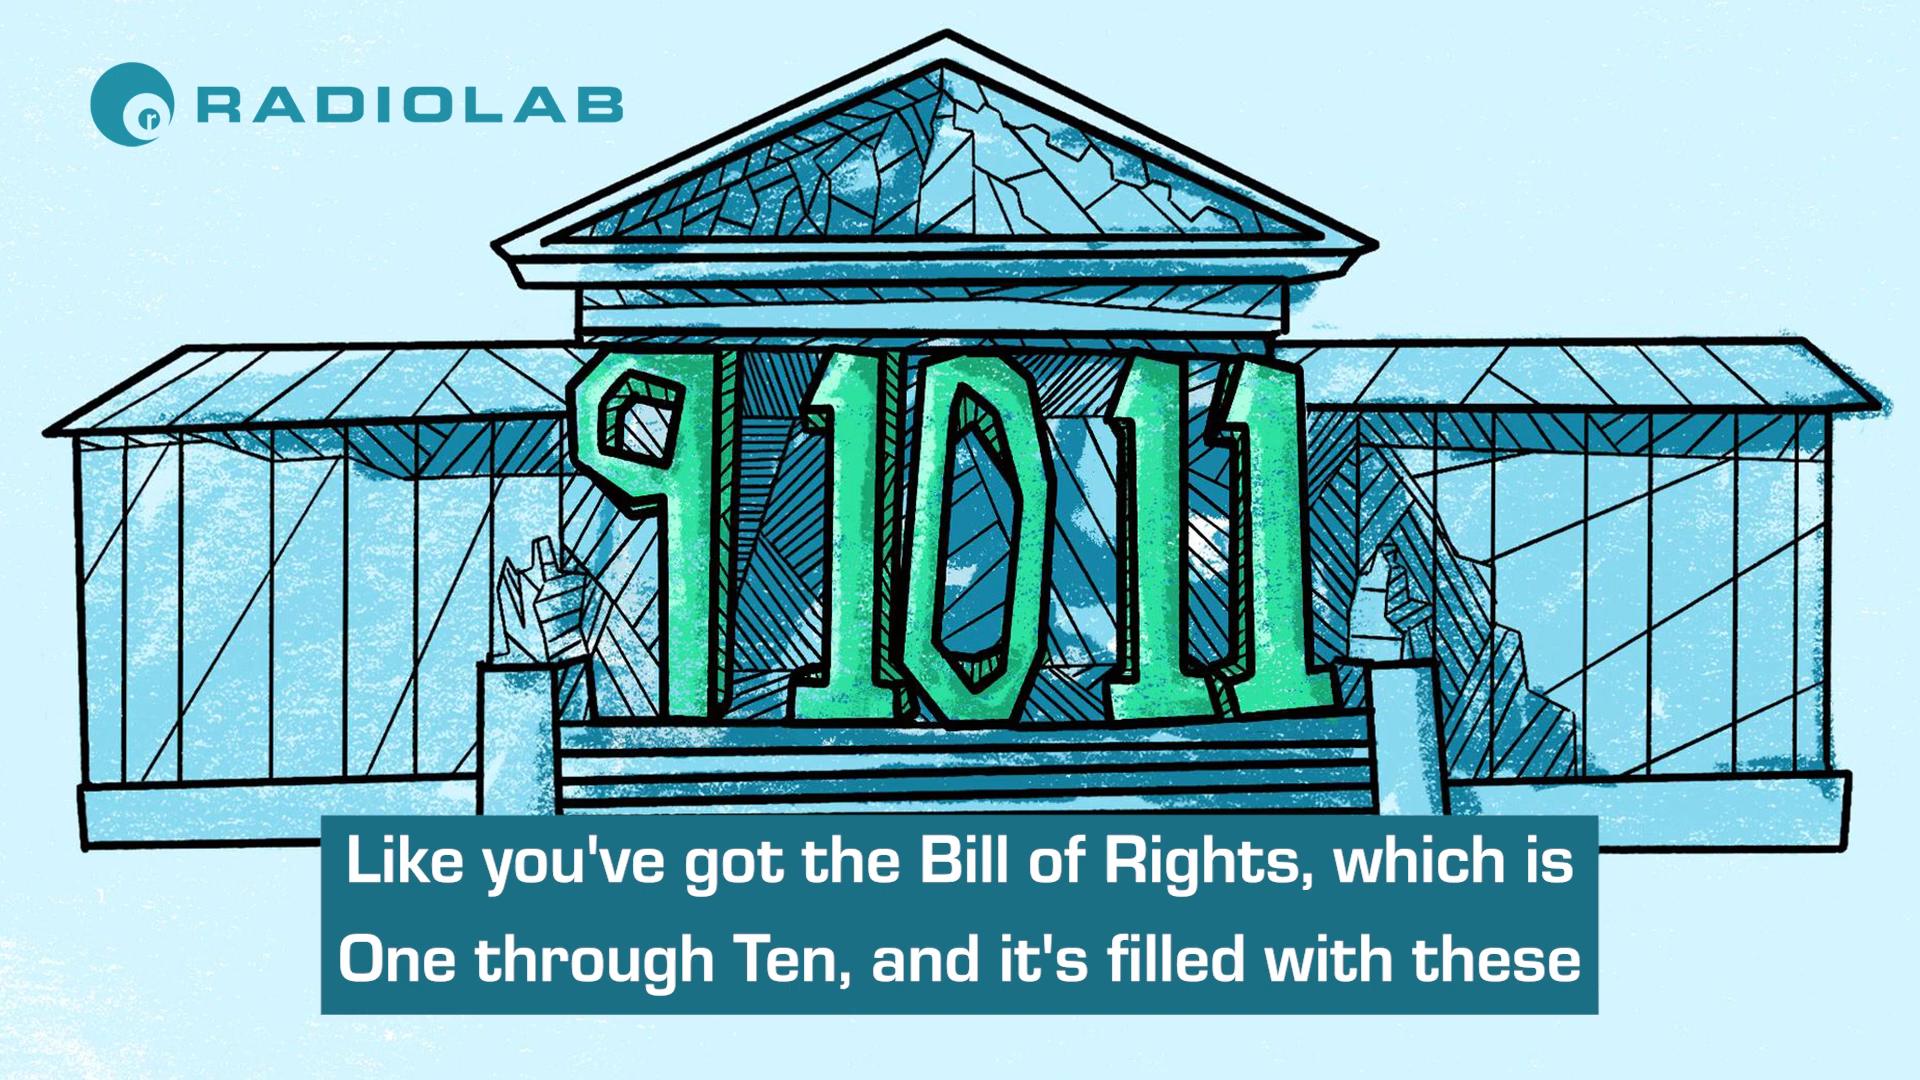 RADIOLAB
9 10 11
Like you've got the Bill of Rights, which is
One through Ten, and it's filled with these